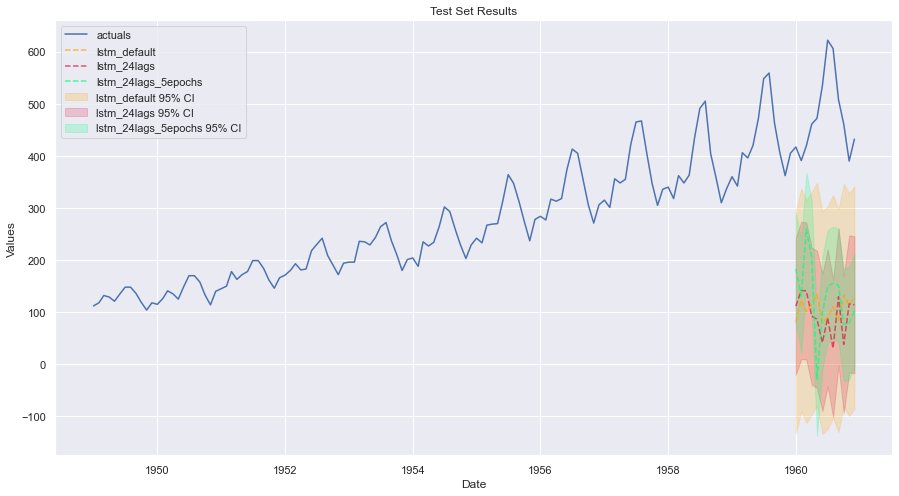 Test Set Results
actuals
lstm_default
lstm_24lags
lstm_24lags_5epochs
lstm_default 95% CI
lstm_24lags 95% CI
lstm_24lags_5epochs 95% CI
Values
600
500
400
300
200
100
0
−100
1950
1952
1954
1956
1958
1960
Date